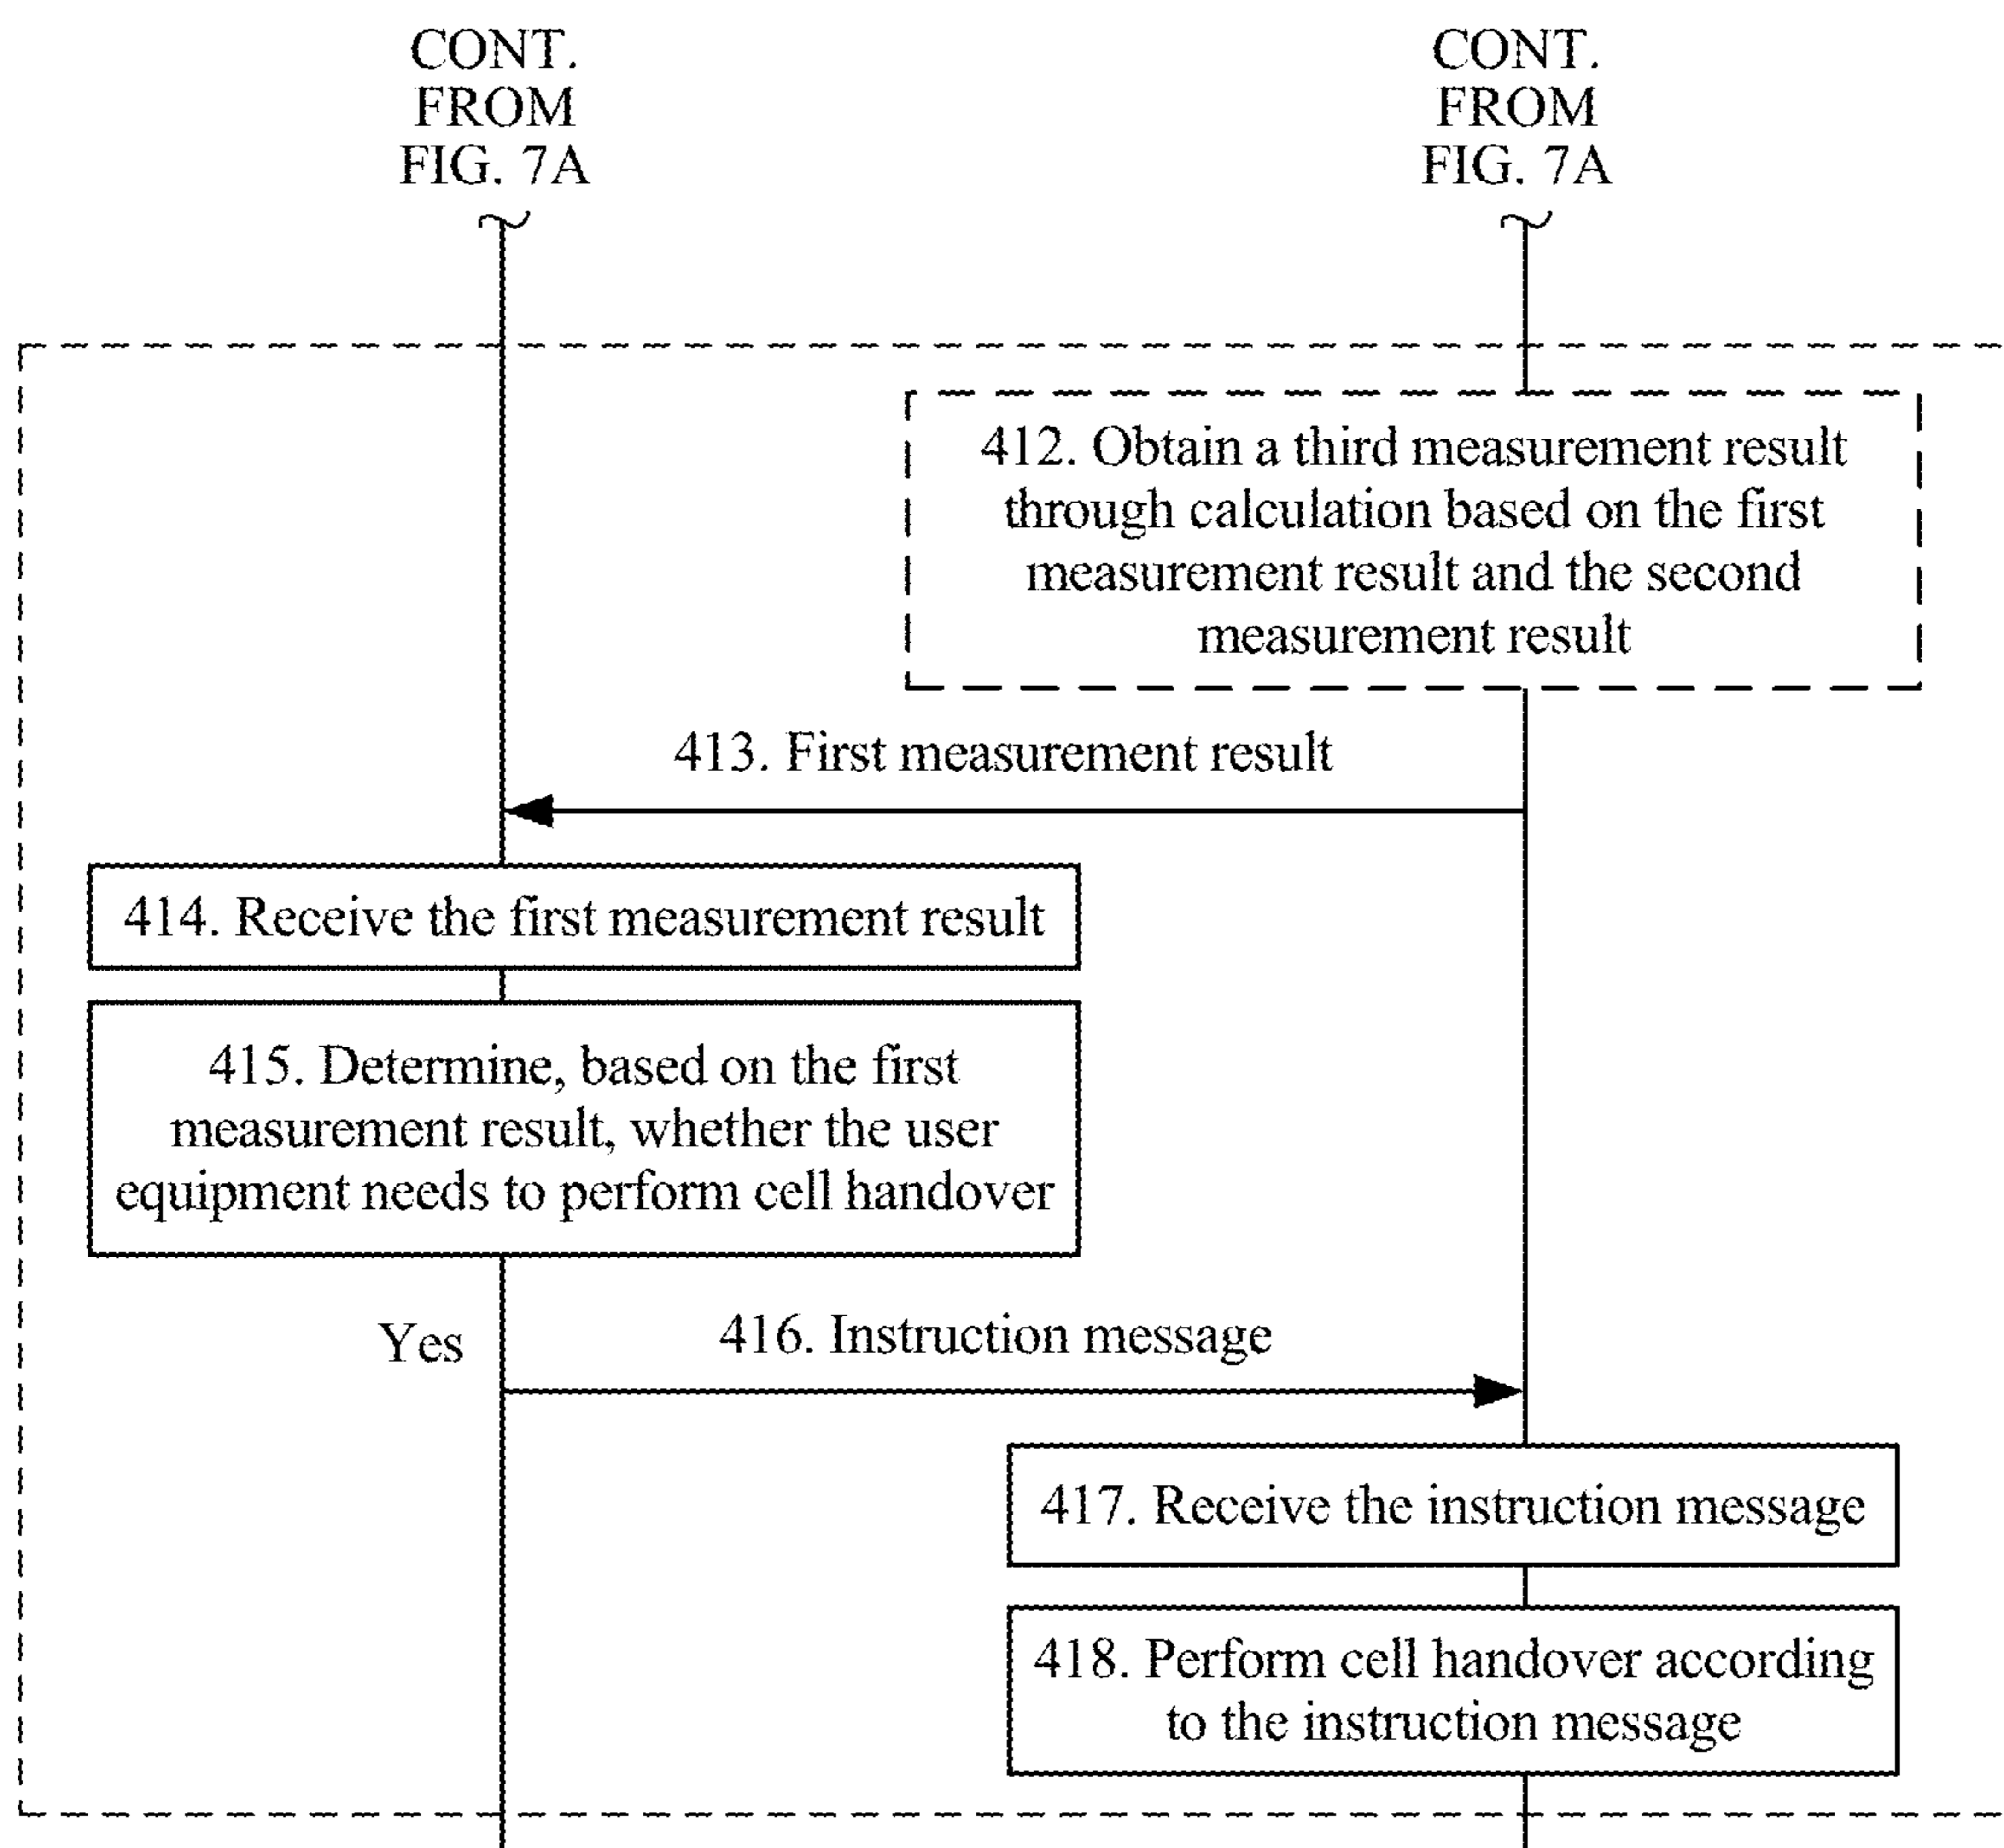 CONT.
FROM
FIG. 7A
CONT.
FROM
FIG. 7A
412. Obtain a third measurement result
through calculation based on the first
measurement result and the second
measurement result
413. First measurement result
414. Receive the first measurement result
415. Determine, based on the first
measurement result, whether the user
equipment needs to perform cell handover
Yes
416. Instruction message
417. Receive the instruction message
418. Perform cell handover according
to the instruction message